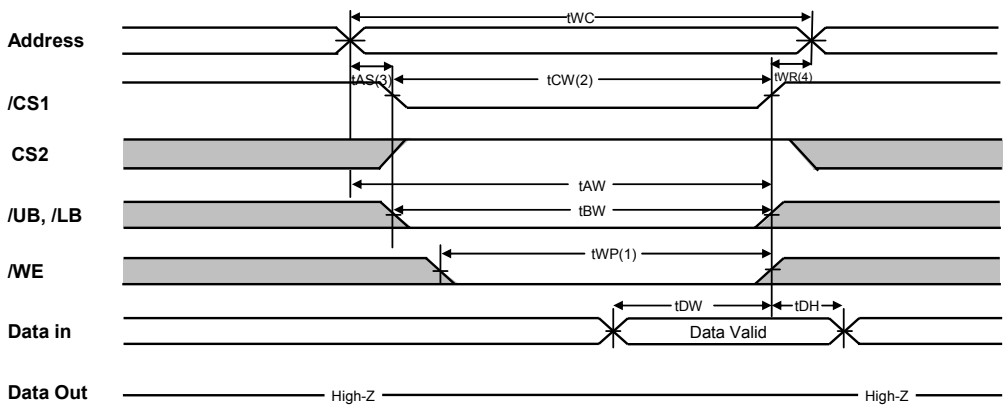 tWC
Address
tAS(3)
tCW(2)
tWR(4)
/CS1
CS2
tAW
/UB, /LB
tBW
tWP(1)
/WE
tDW
tDH
Data in
Data Valid
Data Out
High-Z
High-Z